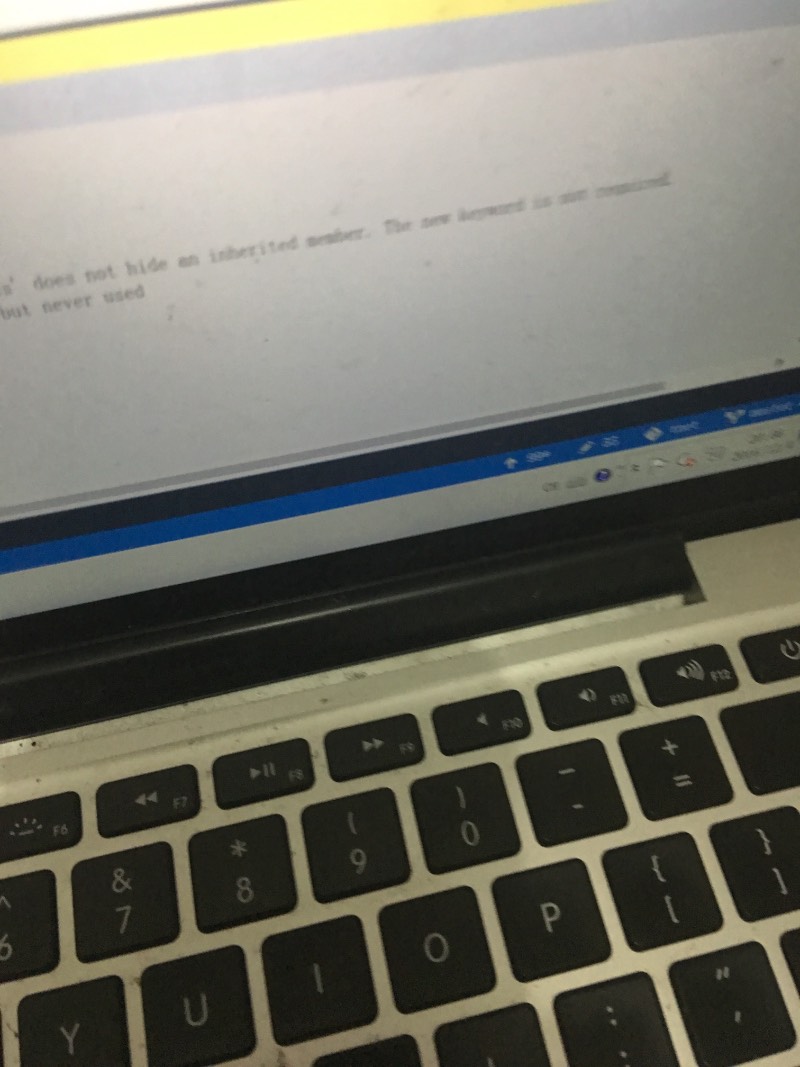 s' does not hide an inherited member. The new keyword is not required
but never used
99+
F6
F7
F8
F9
F10
F11
F12
^ & * ( ) - + 
6 7 8 9 0 - =
Y U I O P { }
[ ]
: "